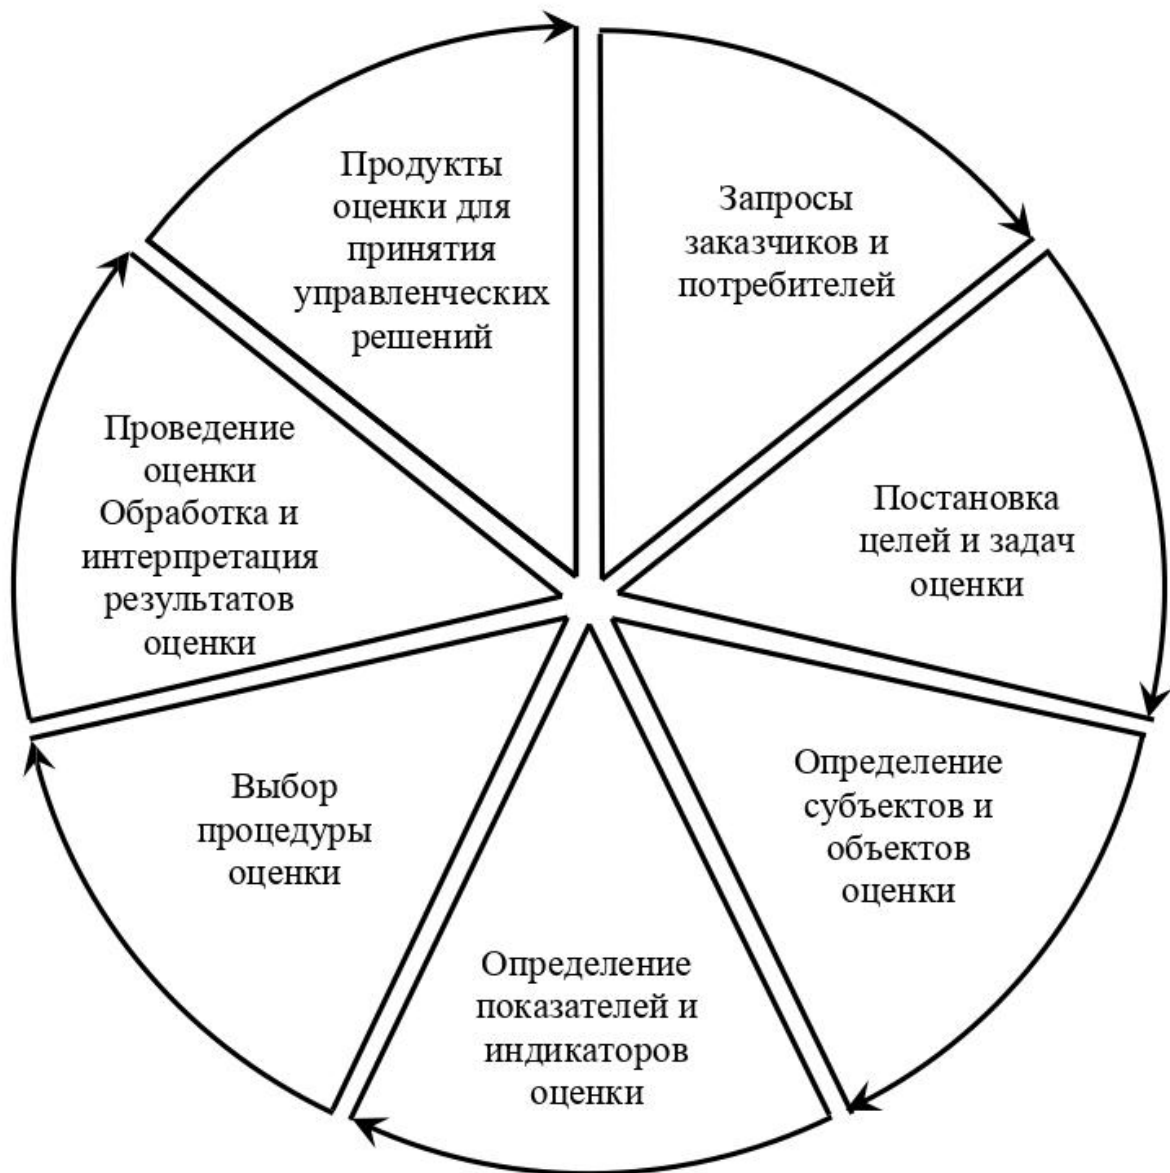 Запросы
заказчиков и
потребителей
Постановка
целей и задач
оценки
Определение
субъектов и
объектов
оценки
Определение
показателей и
индикаторов
оценки
Выбор
процедуры
оценки
Проведение
оценки
Обработка и
интерпретация
результатов
оценки
Продукты
оценки для
принятия
управленческих
решений